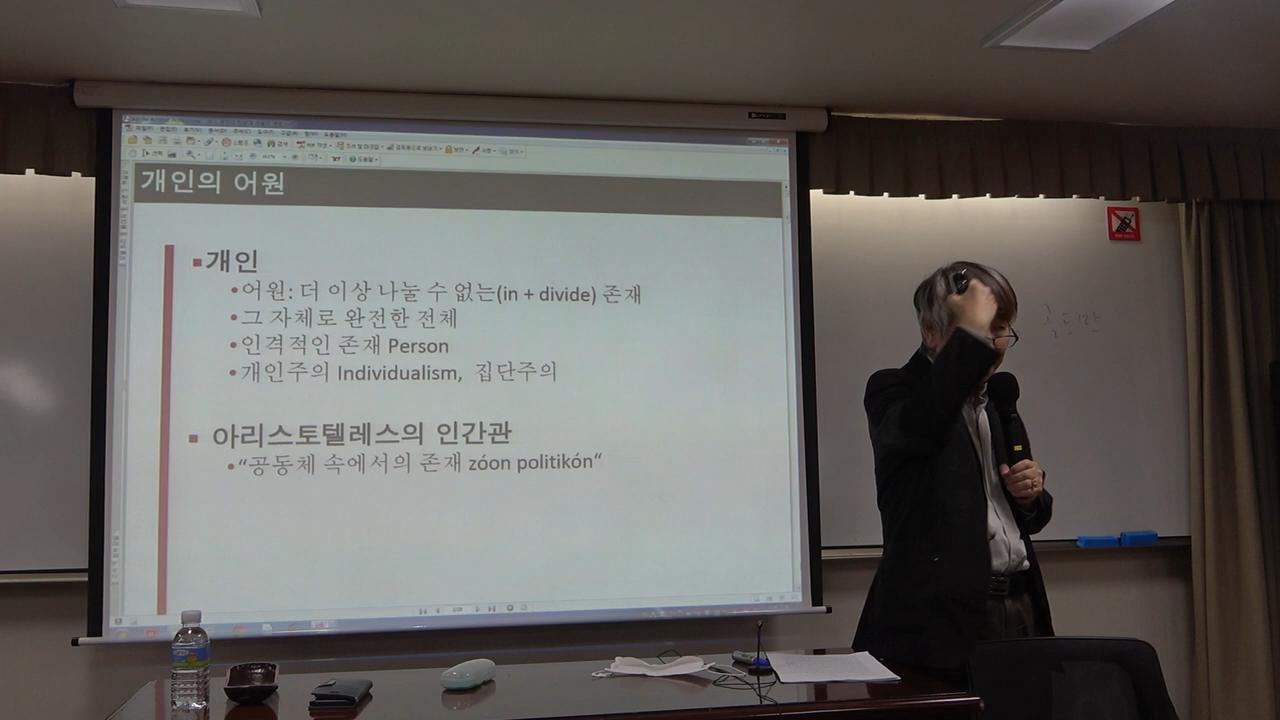 개인의 어원
▪개인
•어원: 더 이상 나눌 수 없는(in + divide) 존재
•그 자체로 완전한 전체
•인격적인 존재 Person
•개인주의 Individualism, 집단주의
▪ 아리스토텔레스의 인간관
•“공동체 속에서의 존재 zóon politikón“